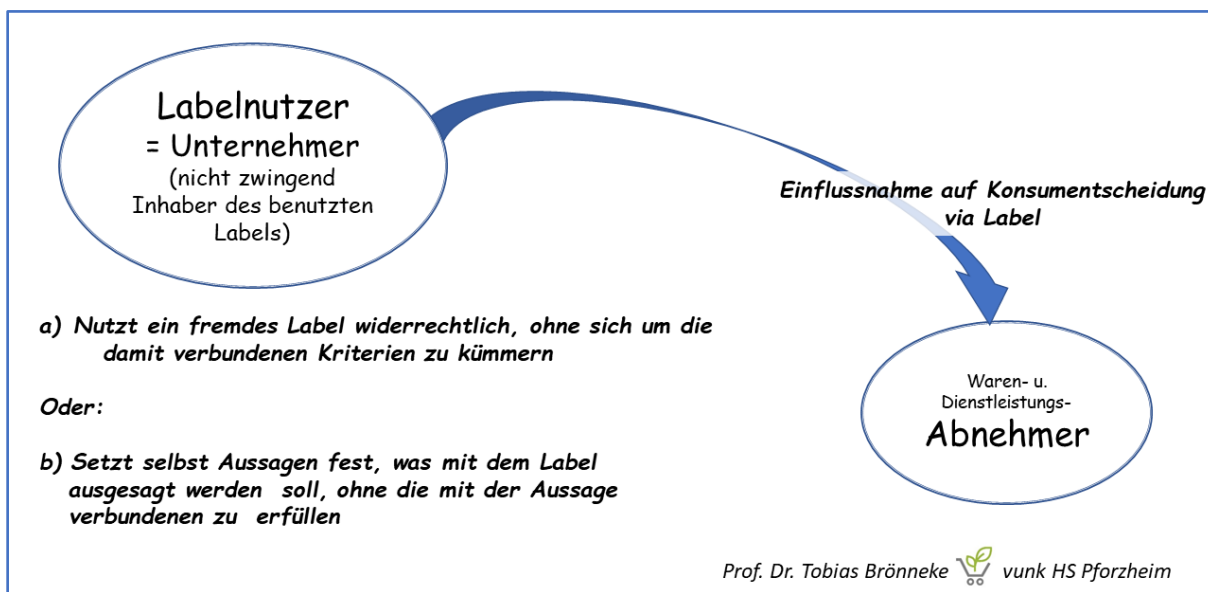 Labelnutzer
= Unternehmer
(nicht zwingend
Inhaber des benutzten
Labels)
Einflussnahme auf Konsumentscheidung
via Label
a) Nutzt ein fremdes Label widerrechtlich, ohne sich um die
damit verbundenen Kriterien zu kümmern
Oder:
b) Setzt selbst Aussagen fest, was mit dem Label
ausgesagt werden soll, ohne die mit der Aussage
verbundenen zu erfüllen
Waren- u.
Dienstleistungs-
Abnehmer
Prof. Dr. Tobias Brönneke vunk HS Pforzheim